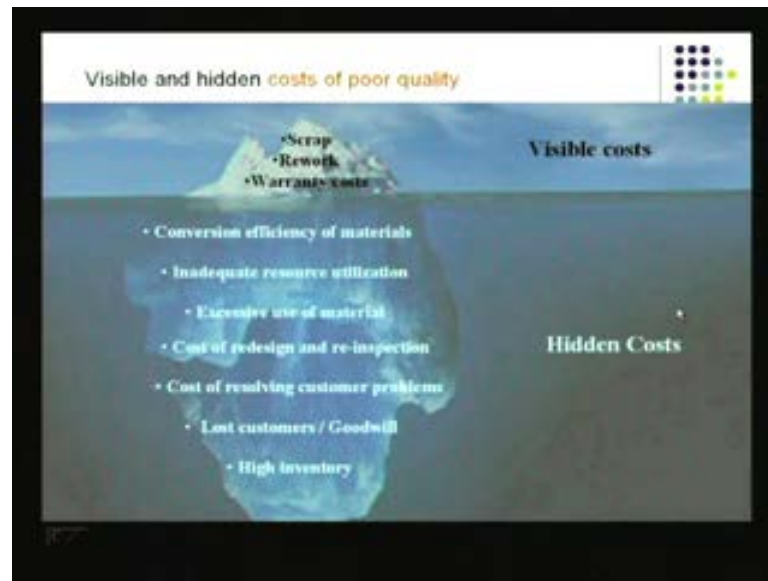 Visible and hidden costs of poor quality
•Scrap
•Rework
•Warranty costs
Visible costs
• Conversion efficiency of materials
• Inadequate resource utilization
• Excessive use of material
• Cost of redesign and re-inspection
• Cost of resolving customer problems
• Lost customers / Goodwill
• High inventory
Hidden Costs